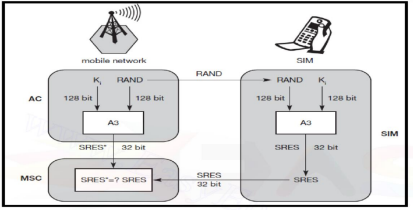 mobile network
SIM
RAND
AC
Ki RAND
128 bit 128 bit
A3
SRES* 32 bit
RAND Ki
128 bit 128 bit
A3
SRES 32 bit
SIM
MSC
SRES*=? SRES
SRES
32 bit
SRES